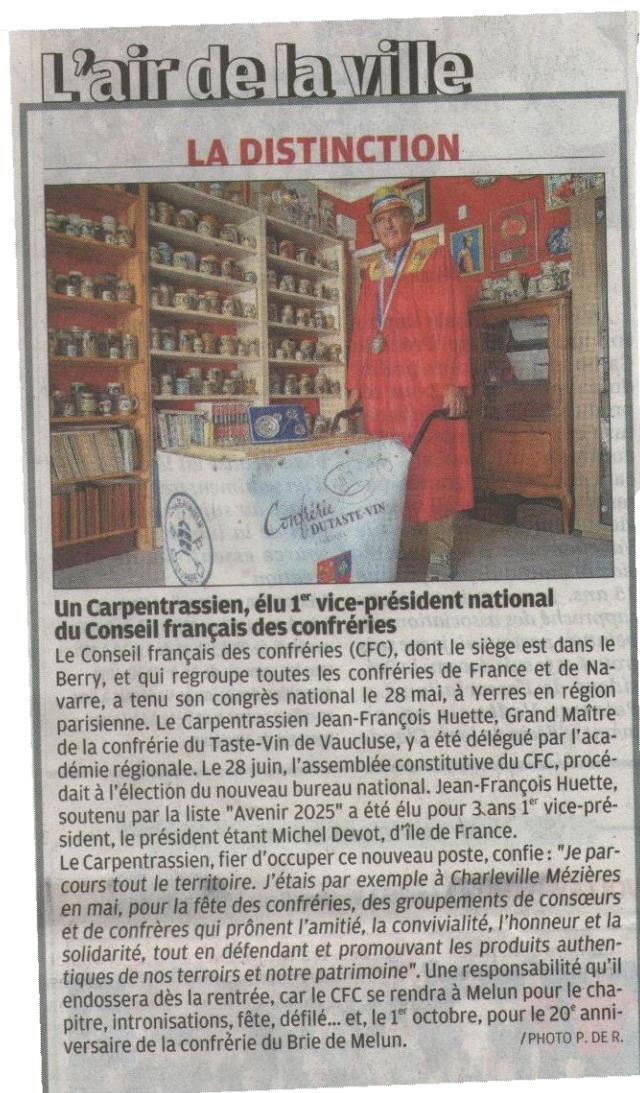 L'air de la ville
LA DISTINCTION
Confrérie
DU TASTE-VIN
Un Carpentrassien, élu 1er vice-président national
du Conseil français des confréries
Le Conseil français des confréries (CFC), dont le siège est dans le
Berry, et qui regroupe toutes les confréries de France et de Na-
varre, a tenu son congrès national le 28 mai, à Yerres en région
parisienne. Le Carpentrassien Jean-François Huette, Grand Maître
de la confrérie du Taste-Vin de Vaucluse, y a été délégué par l'aca-
démie régionale. Le 28 juin, l'assemblée constitutive du CFC, procé-
dait à l'élection du nouveau bureau national. Jean-François Huette,
soutenu par la liste "Avenir 2025" a été élu pour 3 ans 1er vice-pré-
sident, le président étant Michel Devot, d'île de France.
Le Carpentrassien, fier d'occuper ce nouveau poste, confie : "Je par-
cours tout le territoire. J'étais par exemple à Charleville Mézières
en mai, pour la fête des confréries, des groupements de consœurs
et de confrères qui prônent l'amitié, la convivialité, l'honneur et la
solidarité, tout en défendant et promouvant les produits authen-
tiques de nos terroirs et notre patrimoine". Une responsabilité qu'il
endossera dès la rentrée, car le CFC se rendra à Melun pour le cha-
pitre, intronisations, fête, défilé... et, le 1er octobre, pour le 20e anni-
versaire de la confrérie du Brie de Melun.
/PHOTO P. DE R.